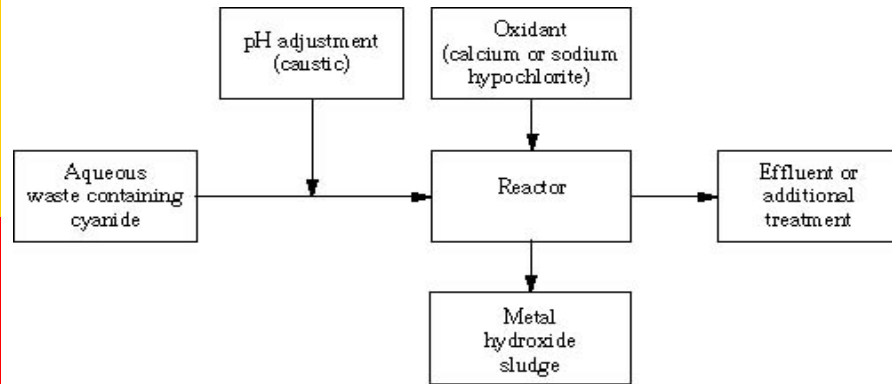 pH adjustment
(caustic)
Oxidant
(calcium or sodium
hypochlorite)
Aqueous
waste containing
cyanide
Reactor
Effluent or
additional
treatment
Metal
hydroxide
sludge